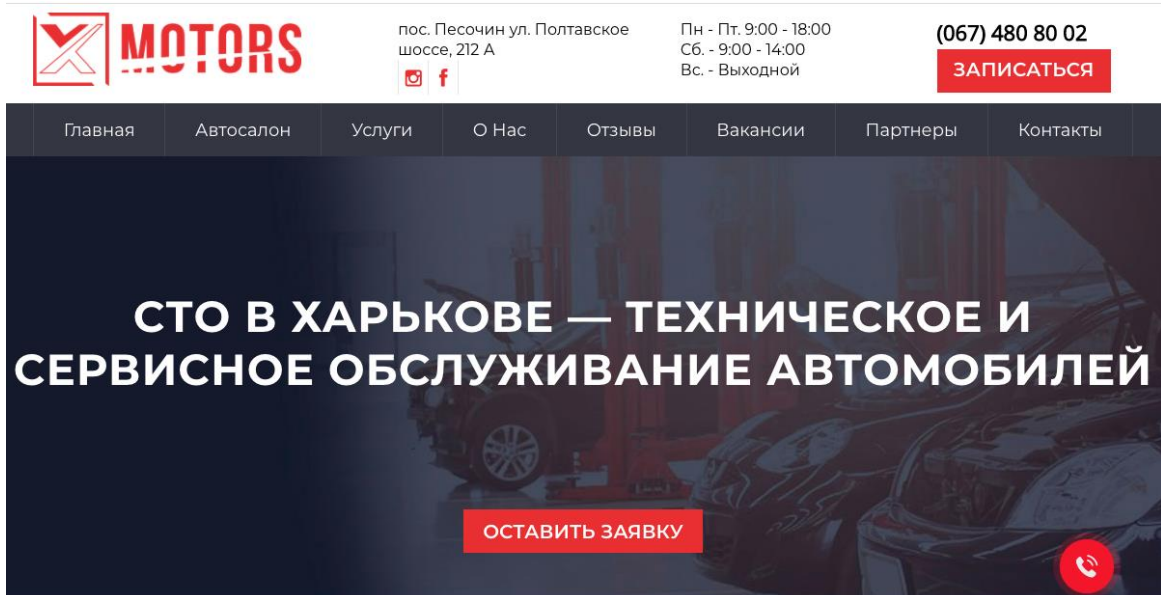 X MOTORS
пос. Песочин ул. Полтавское
шоссе, 212 А
Пн - Пт. 9:00 - 18:00
Сб. - 9:00 - 14:00
Вс. - Выходной
(067) 480 80 02
ЗАПИСАТЬСЯ
Главная
Автосалон
Услуги
О Нас
Отзывы
Вакансии
Партнеры
Контакты
СТО В ХАРЬКОВЕ — ТЕХНИЧЕСКОЕ И
СЕРВИСНОЕ ОБСЛУЖИВАНИЕ АВТОМОБИЛЕЙ
ОСТАВИТЬ ЗАЯВКУ